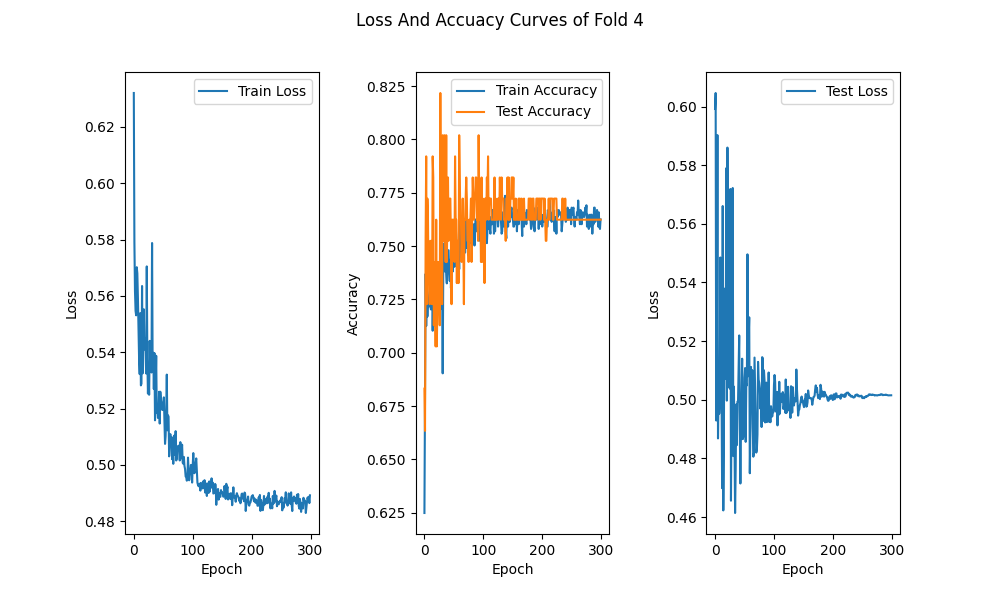 Loss And Accuacy Curves of Fold 4
Train Loss
0.62
0.60
0.58
0.56
0.54
0.52
0.50
0.48
Loss
0 100 200 300
Epoch
Train Accuracy
Test Accuracy
0.825
0.800
0.775
0.750
0.725
0.700
0.675
0.650
0.625
Accuracy
0 100 200 300
Epoch
Test Loss
0.60
0.58
0.56
0.54
0.52
0.50
0.48
0.46
Loss
0 100 200 300
Epoch